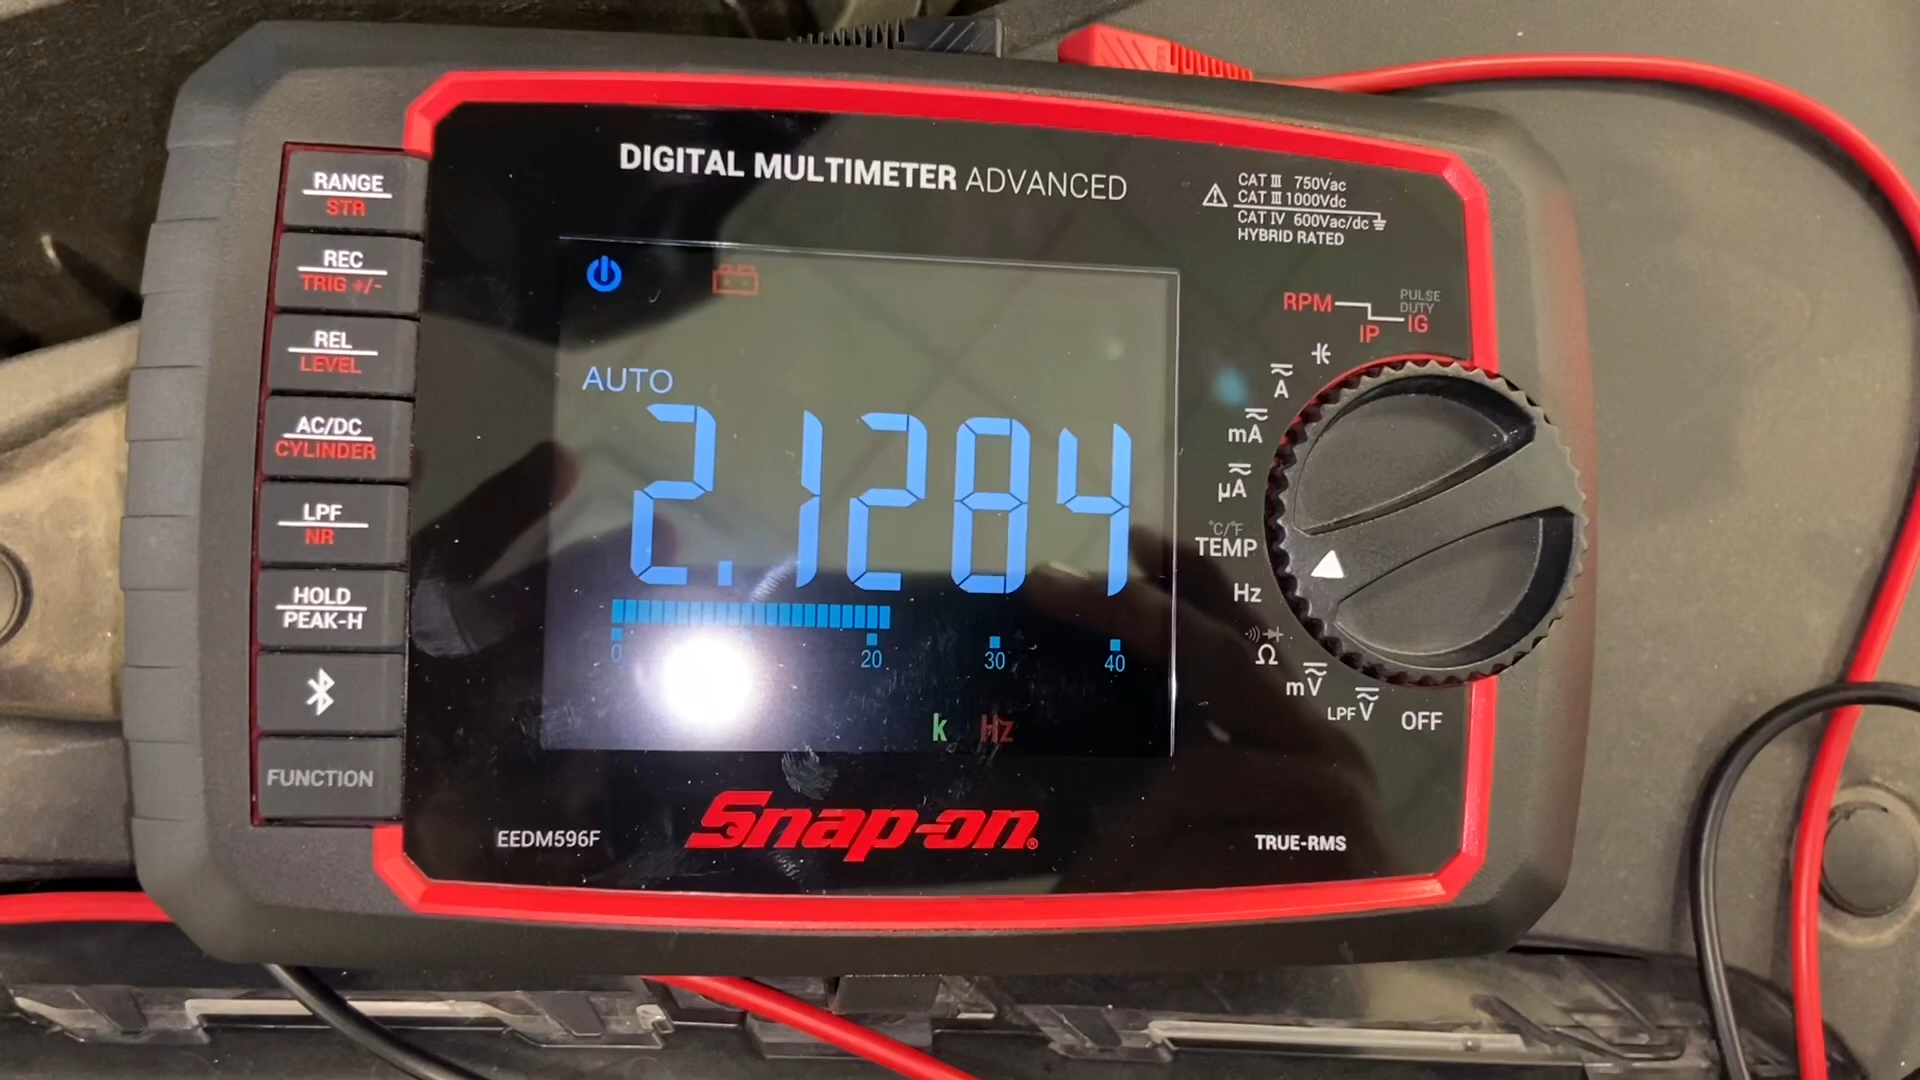 DIGITAL MULTIMETER ADVANCED
CAT III 750Vac
CAT III 1000Vdc
CAT IV 600Vac/dc
HYBRID RATED
RANGE
STR
REC
TRIG +/-
REL
LEVEL
AC/DC
CYLINDER
LPF
NR
HOLD
PEAK-H
FUNCTION
AUTO
2.1284
0 20 30 40
k Hz
RPM
IP
PULSE
DUTY
IG
A
mA
µA
°C/°F
TEMP
Hz
Ω
mV
LPF V
OFF
EEDM596F
Snap-on®
TRUE-RMS